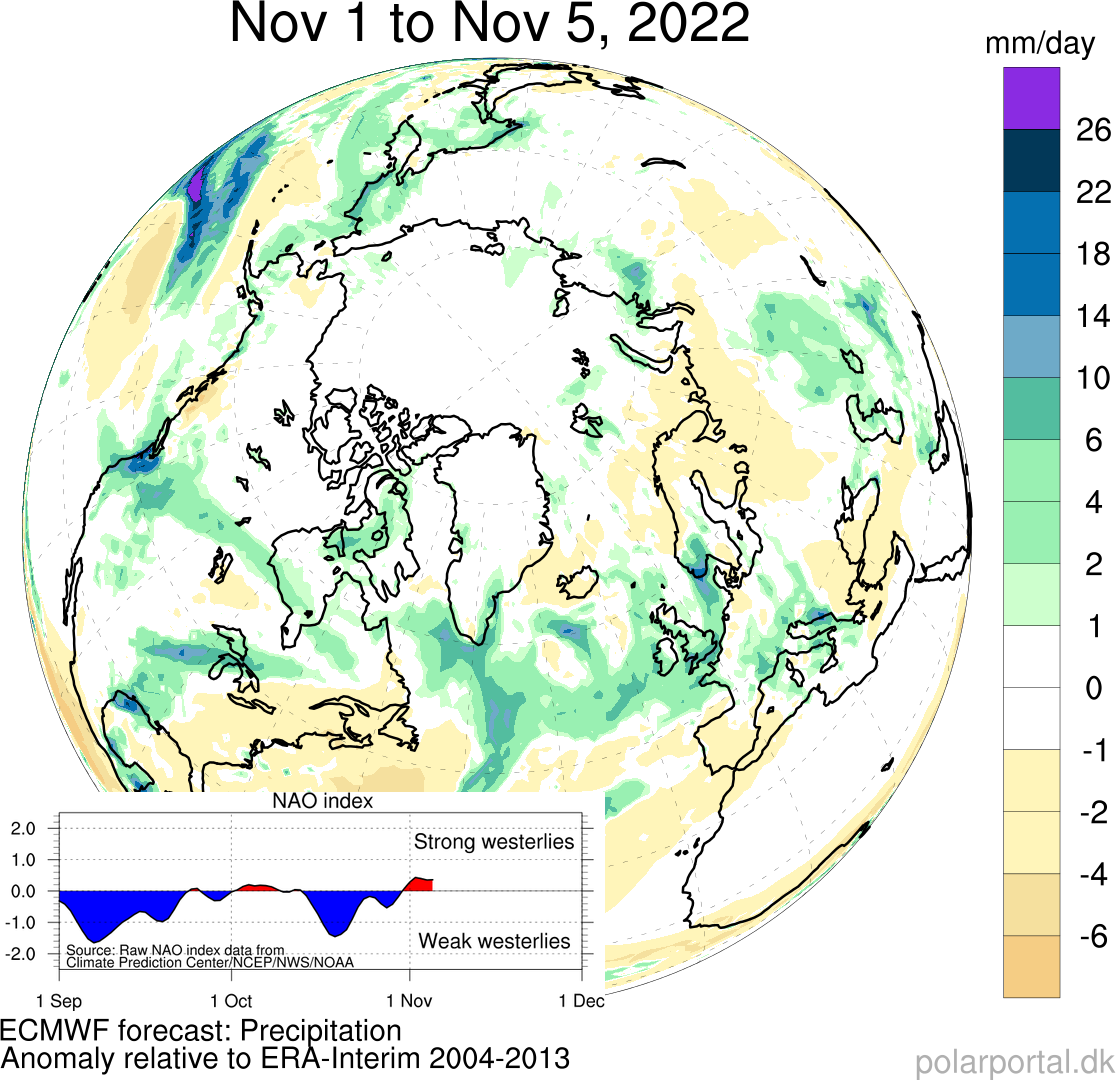 Nov 1 to Nov 5, 2022
mm/day
26
22
18
14
10
6
4
2
1
0
-1
-2
-4
-6
NAO index
2.0
1.0
0.0
-1.0
-2.0
Strong westerlies
Weak westerlies
Source: Raw NAO index data from
Climate Prediction Center/NCEP/NWS/NOAA
1 Sep
1 Oct
1 Nov
1 Dec
ECMWF forecast: Precipitation
Anomaly relative to ERA-Interim 2004-2013
polarportal.dk